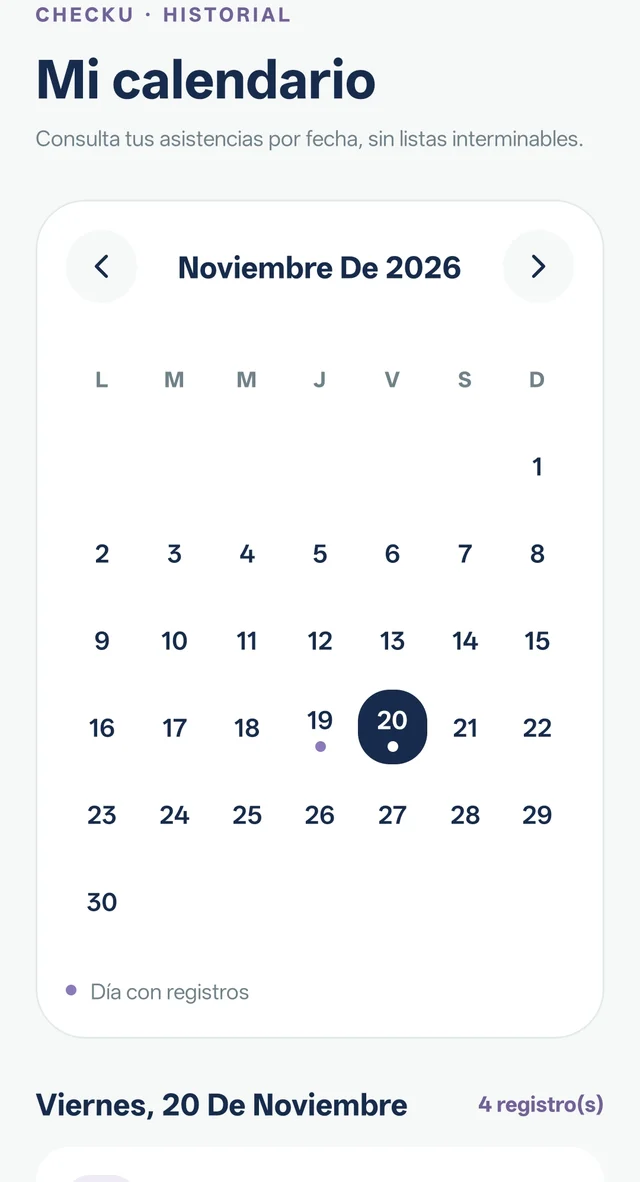 CHECKU · HISTORIAL
Mi calendario
Consulta tus asistencias por fecha, sin listas interminables.
Noviembre De 2026
L M M J V S D
1
2 3 4 5 6 7 8
9 10 11 12 13 14 15
16 17 18 19 20 21 22
23 24 25 26 27 28 29
30
Día con registros
Viernes, 20 De Noviembre 4 registro(s)